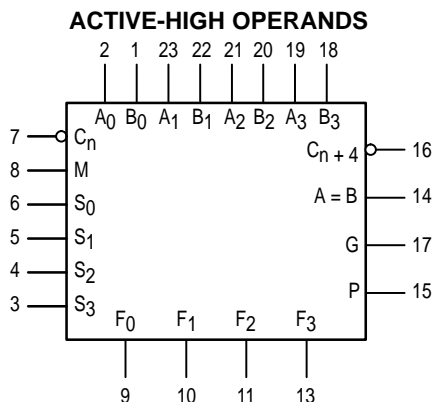 ACTIVE-HIGH OPERANDS
2 1 23 22 21 20 19 18
A0 B0 A1 B1 A2 B2 A3 B3
7 Cn
Cn + 4 16
8 M
A = B 14
6 S0
5 S1
G 17
4 S2
P 15
3 S3
F0 F1 F2 F3
9 10 11 13